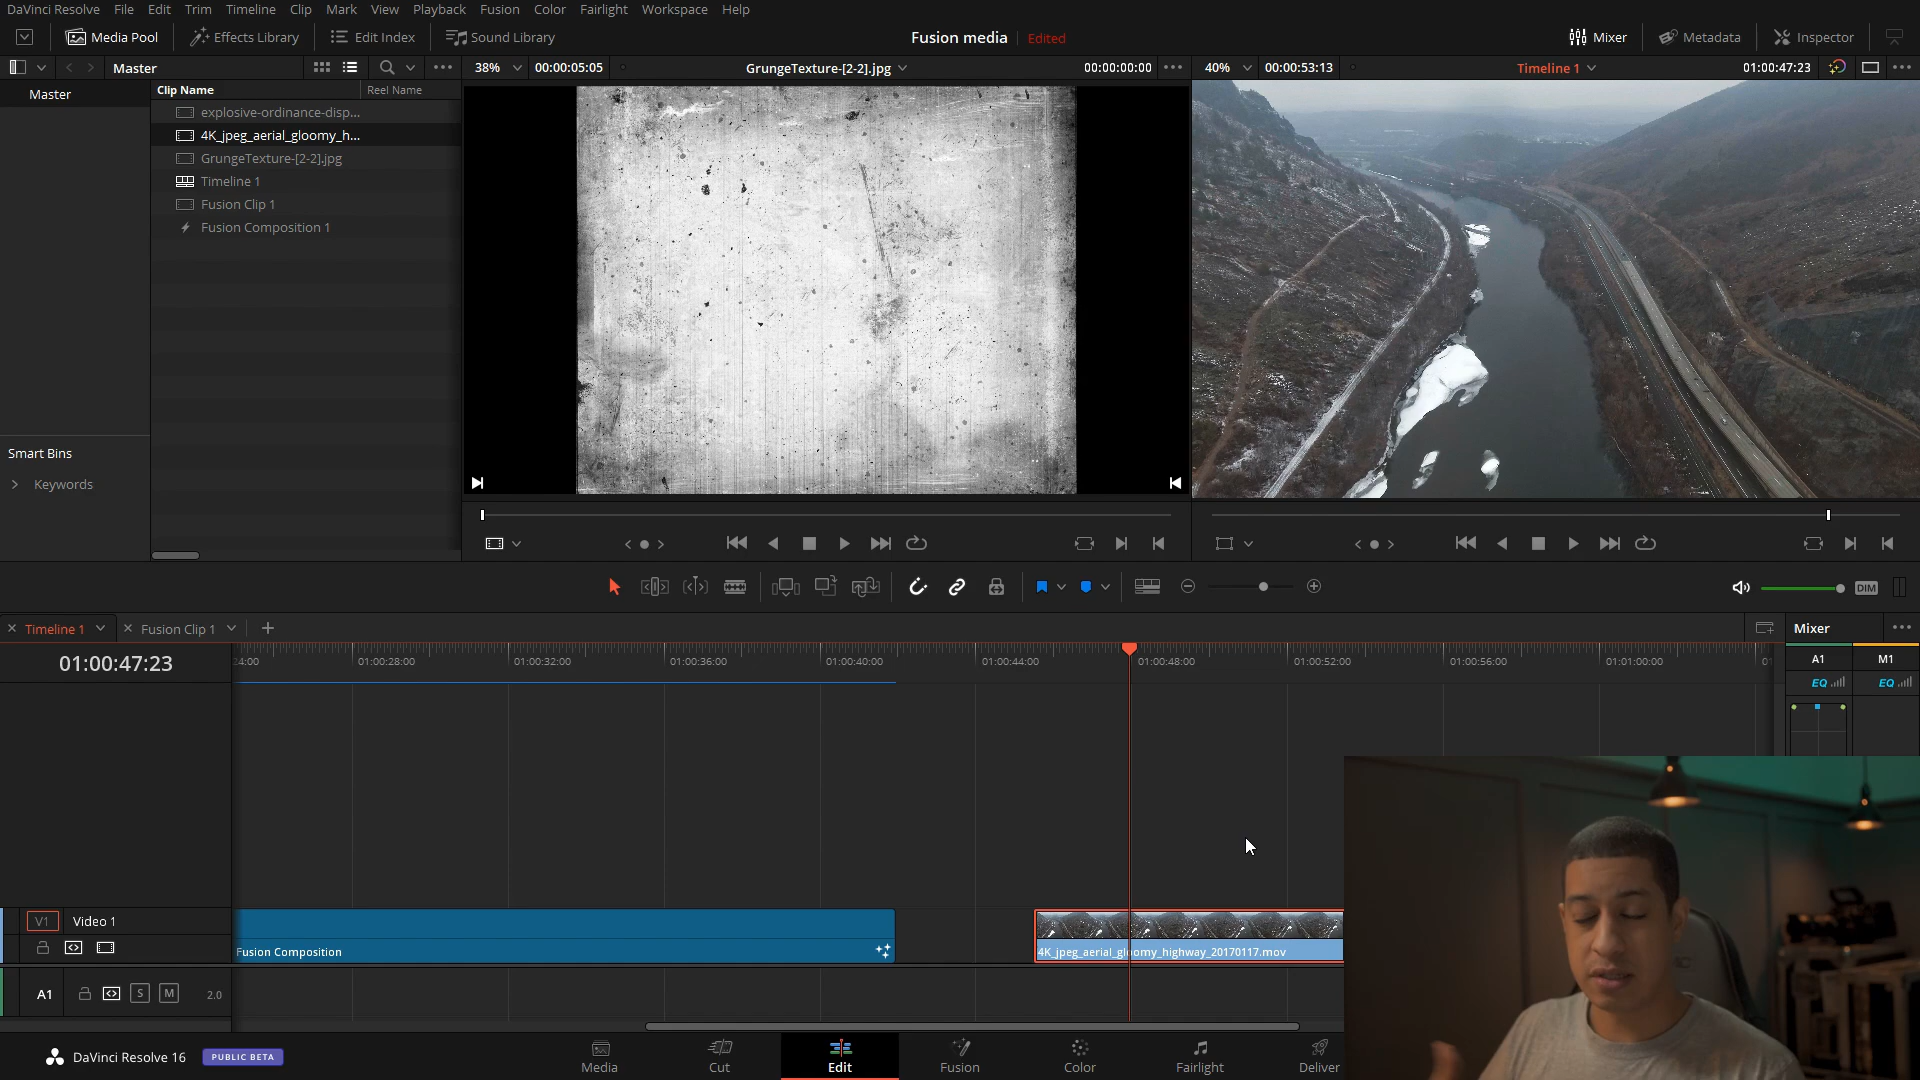 DaVinci Resolve File Edit Trim Timeline Clip Mark View Playback Fusion Color Fairlight Workspace Help
Media Pool Effects Library Edit Index Sound Library Fusion media Edited Mixer Metadata Inspector
Master 38% 00:00:05:05 GrungeTexture-[2-2].jpg 00:00:00:00 40% 00:00:53:13 Timeline 1 01:00:47:23
Master Clip Name Reel Name
explosive-ordinance-disp...
4K_jpeg_aerial_gloomy_h...
GrungeTexture-[2-2].jpg
Timeline 1
Fusion Clip 1
Fusion Composition 1
Smart Bins
Keywords
DIM
Timeline 1 Fusion Clip 1 Mixer
01:00:47:23 24:00 01:00:28:00 01:00:32:00 01:00:36:00 01:00:40:00 01:00:44:00 01:00:48:00 01:00:52:00 01:00:56:00 01:01:00:00 01 A1 M1
EQ EQ
V1 Video 1
Fusion Composition 4K_jpeg_aerial_gloomy_highway_20170117.mov
A1 S M 2.0
DaVinci Resolve 16 PUBLIC BETA Media Cut Edit Fusion Color Fairlight Deliver